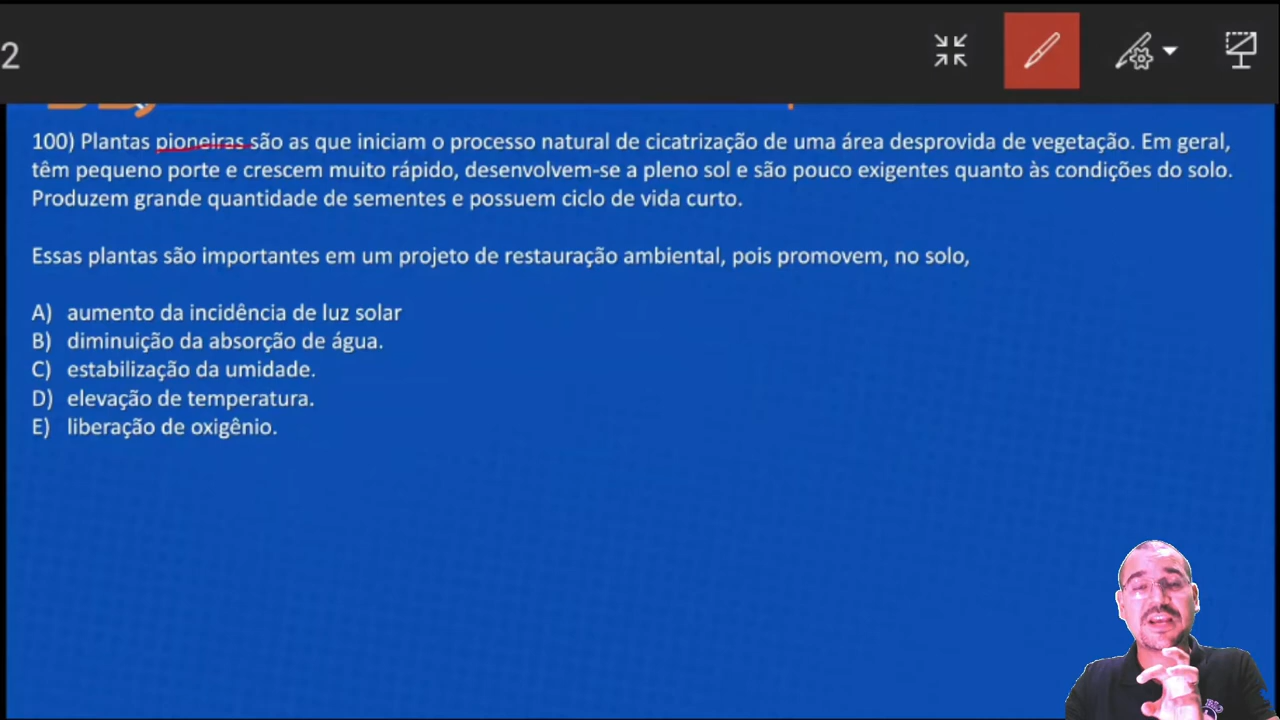 2
100) Plantas pioneiras são as que iniciam o processo natural de cicatrização de uma área desprovida de vegetação. Em geral,
têm pequeno porte e crescem muito rápido, desenvolvem-se a pleno sol e são pouco exigentes quanto às condições do solo.
Produzem grande quantidade de sementes e possuem ciclo de vida curto.
Essas plantas são importantes em um projeto de restauração ambiental, pois promovem, no solo,
A) aumento da incidência de luz solar
B) diminuição da absorção de água.
C) estabilização da umidade.
D) elevação de temperatura.
E) liberação de oxigênio.